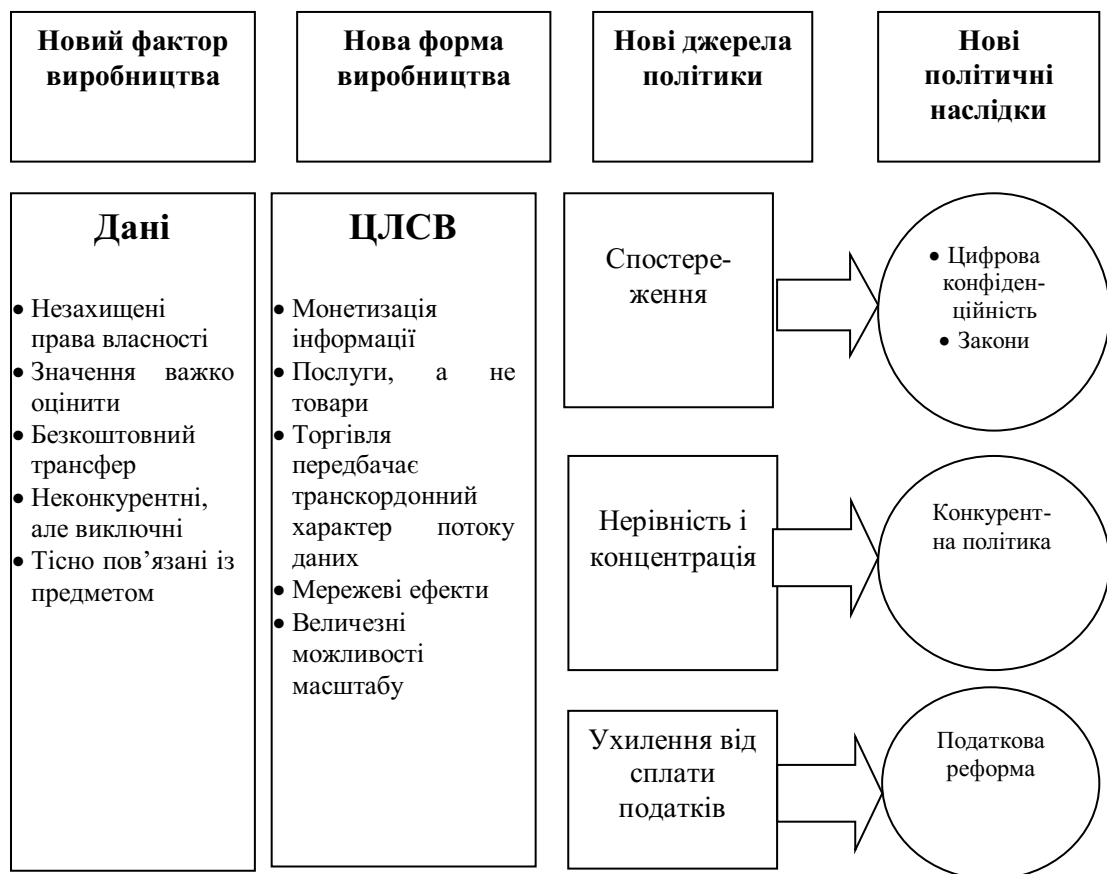 Новий фактор
виробництва
Нова форма
виробництва
Нові джерела
політики
Нові
політичні
наслідки
Дані
• Незахищені
права власності
• Значення важко
оцінити
• Безкоштовний
трансфер
• Неконкурентні,
але виключні
• Тісно пов’язані із
предметом
ЦЛСВ
• Монетизація
інформації
• Послуги, а не
товари
• Торгівля
передбачає
транскордонний
характер потоку
даних
• Мережеві ефекти
• Величезні
можливості
масштабу
Спостере-
ження
• Цифрова
конфіден-
ційність
• Закони
Нерівність і
концентрація
Конкурент-
на політика
Ухилення від
сплати
податків
Податкова
реформа